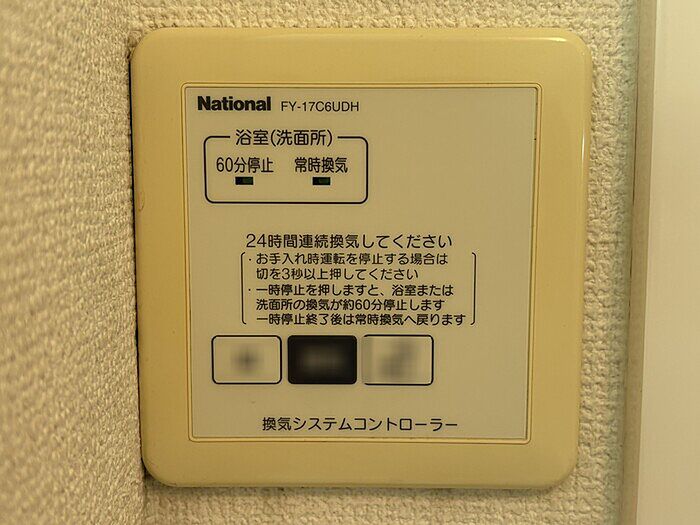 National FY-17C6UDH
浴室(洗面所)
60分停止 常時換気
24時間連続換気してください
・お手入れ時運転を停止する場合は
切を3秒以上押してください
・一時停止を押しますと、浴室または
洗面所の換気が約60分停止します
一時停止終了後は常時換気へ戻ります
換気システムコントローラー